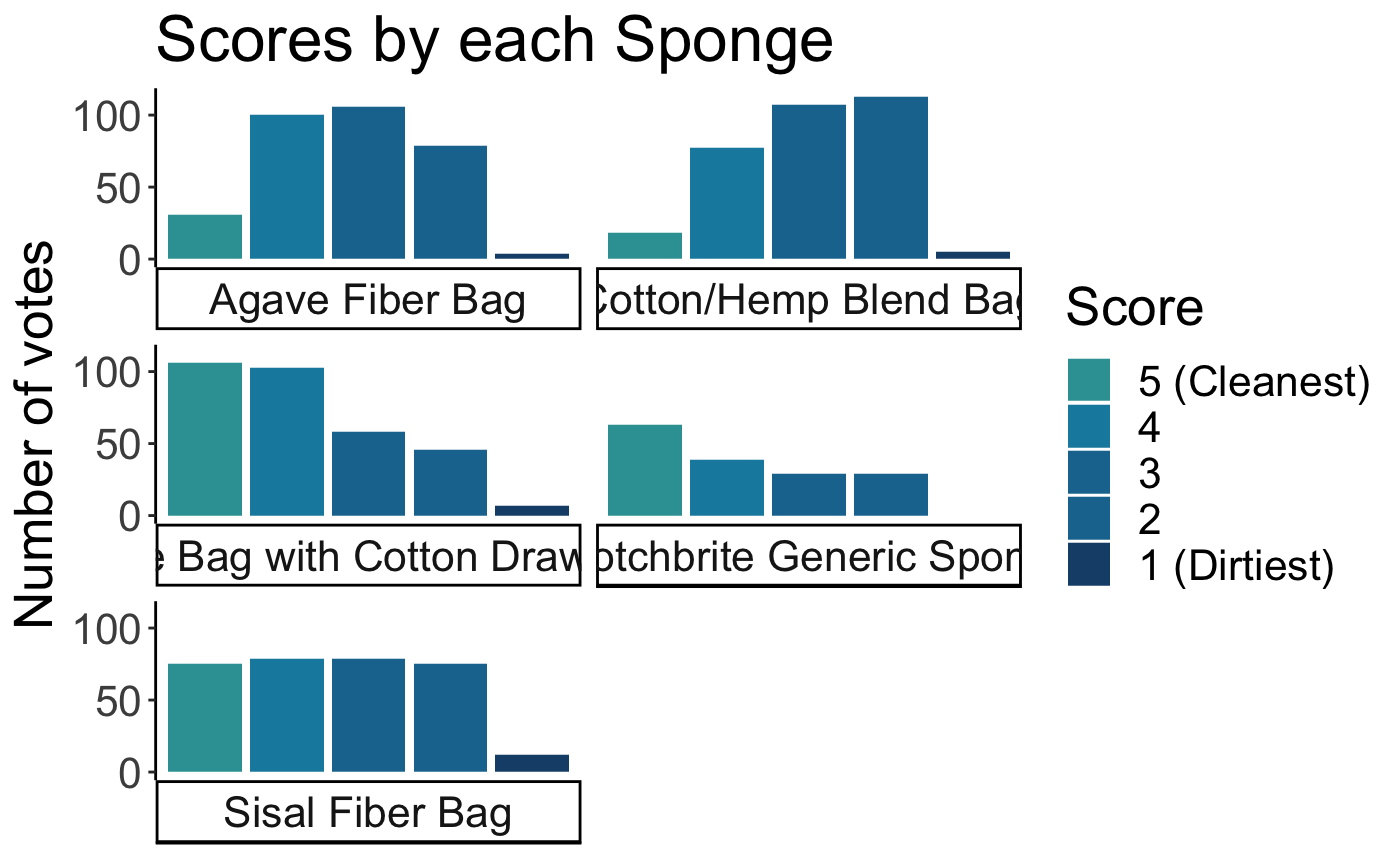 Scores by each Sponge
Number of votes
100
50
0
Agave Fiber Bag
Cotton/Hemp Blend Bag
100
50
0
e Bag with Cotton Draw
otchbrite Generic Spon
100
50
0
Sisal Fiber Bag
Score
5 (Cleanest)
4
3
2
1 (Dirtiest)